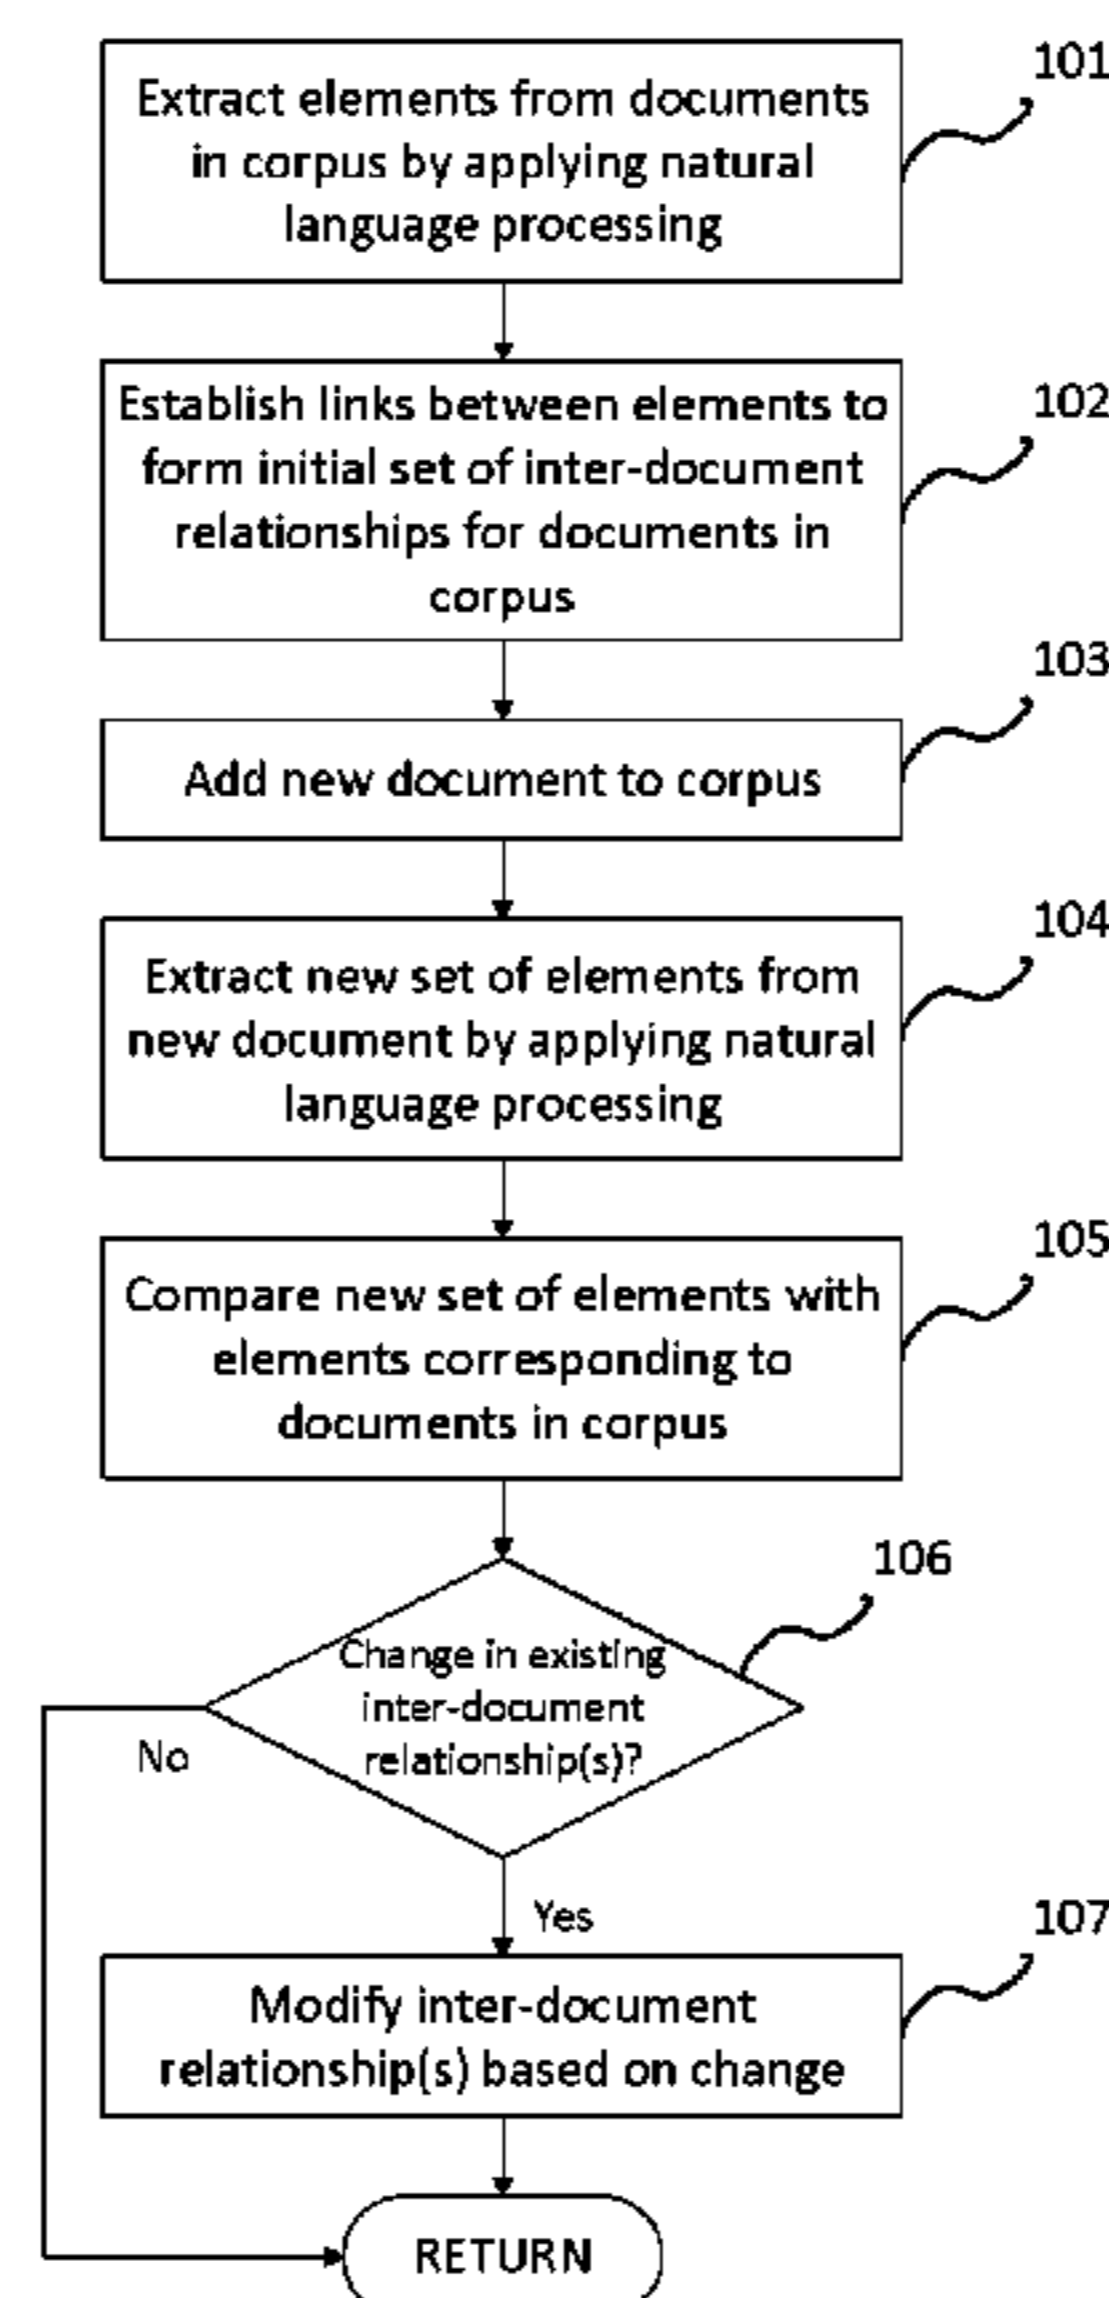 101
Extract elements from documents
in corpus by applying natural
language processing
102
Establish links between elements to
form initial set of inter-document
relationships for documents in
corpus
103
Add new document to corpus
104
Extract new set of elements from
new document by applying natural
language processing
105
Compare new set of elements with
elements corresponding to
documents in corpus
106
Change in existing
inter-document
relationship(s)?
No
Yes
107
Modify inter-document
relationship(s) based on change
RETURN